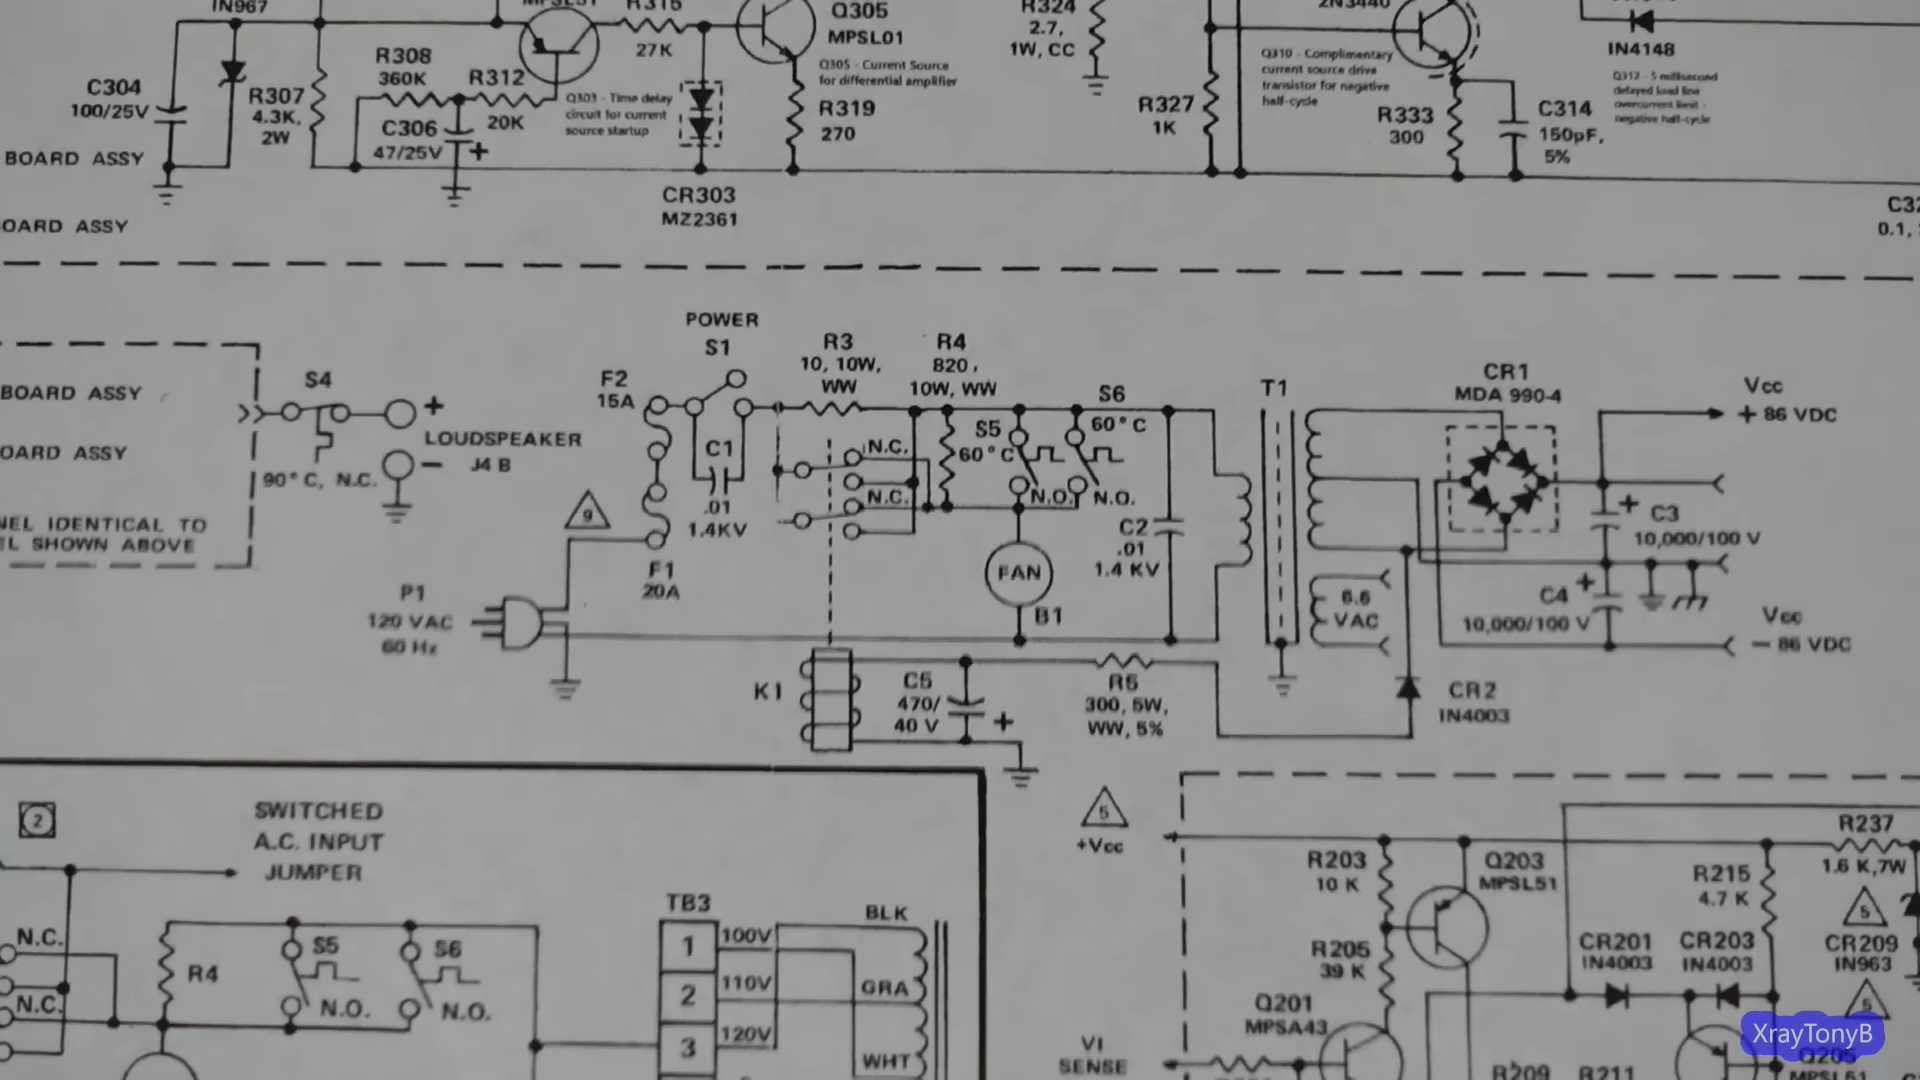 IN967
C304
100/25V
R307
4.3K,
2W
R308
360K
R312
20K
C306
47/25V
Q303 - Time delay
circuit for current
source startup
R315
27K
CR303
MZ2361
Q305
MPSL01
Q305 - Current Source
for differential amplifier
R319
270
R324
2.7,
1W, CC
R327
1K
2N3440
Q310 - Complimentary
current source drive
transistor for negative
half-cycle
R333
300
C314
150pF,
5%
IN4148
Q312 - 5 millisecond
delayed load line
overcurrent limit -
negative half-cycle
0.1,
BOARD ASSY
OARD ASSY
BOARD ASSY
OARD ASSY
NEL IDENTICAL TO
EL SHOWN ABOVE
S4
90° C, N.C.
+
LOUDSPEAKER
J4 B
-
9
P1
120 VAC
60 Hz
F2
15A
F1
20A
POWER
S1
C1
.01
1.4KV
R3
10, 10W,
WW
R4
820,
10W, WW
N.C.
N.C.
S5
60° C
N.O.
S6
60° C
N.O.
FAN
B1
C2
.01
1.4 KV
T1
6.6
VAC
CR1
MDA 990-4
Vcc
+ 86 VDC
+
C3
10,000/100 V
+
C4
10,000/100 V
Vcc
- 86 VDC
K1
C5
470/
40 V
+
R5
300, 5W,
WW, 5%
CR2
IN4003
2
SWITCHED
A.C. INPUT
JUMPER
N.C.
N.C.
R4
S5
N.O.
S6
N.O.
TB3
1
100V
2
110V
3
120V
BLK
GRA
WHT
5
+Vcc
R203
10 K
Q203
MPSL51
R205
39 K
Q201
MPSA43
VI
SENSE
R215
4.7 K
R237
1.6 K,7W
5
CR201
IN4003
CR203
IN4003
CR209
IN963
5
R209
R211
Q205
MPSL51
XrayTonyB